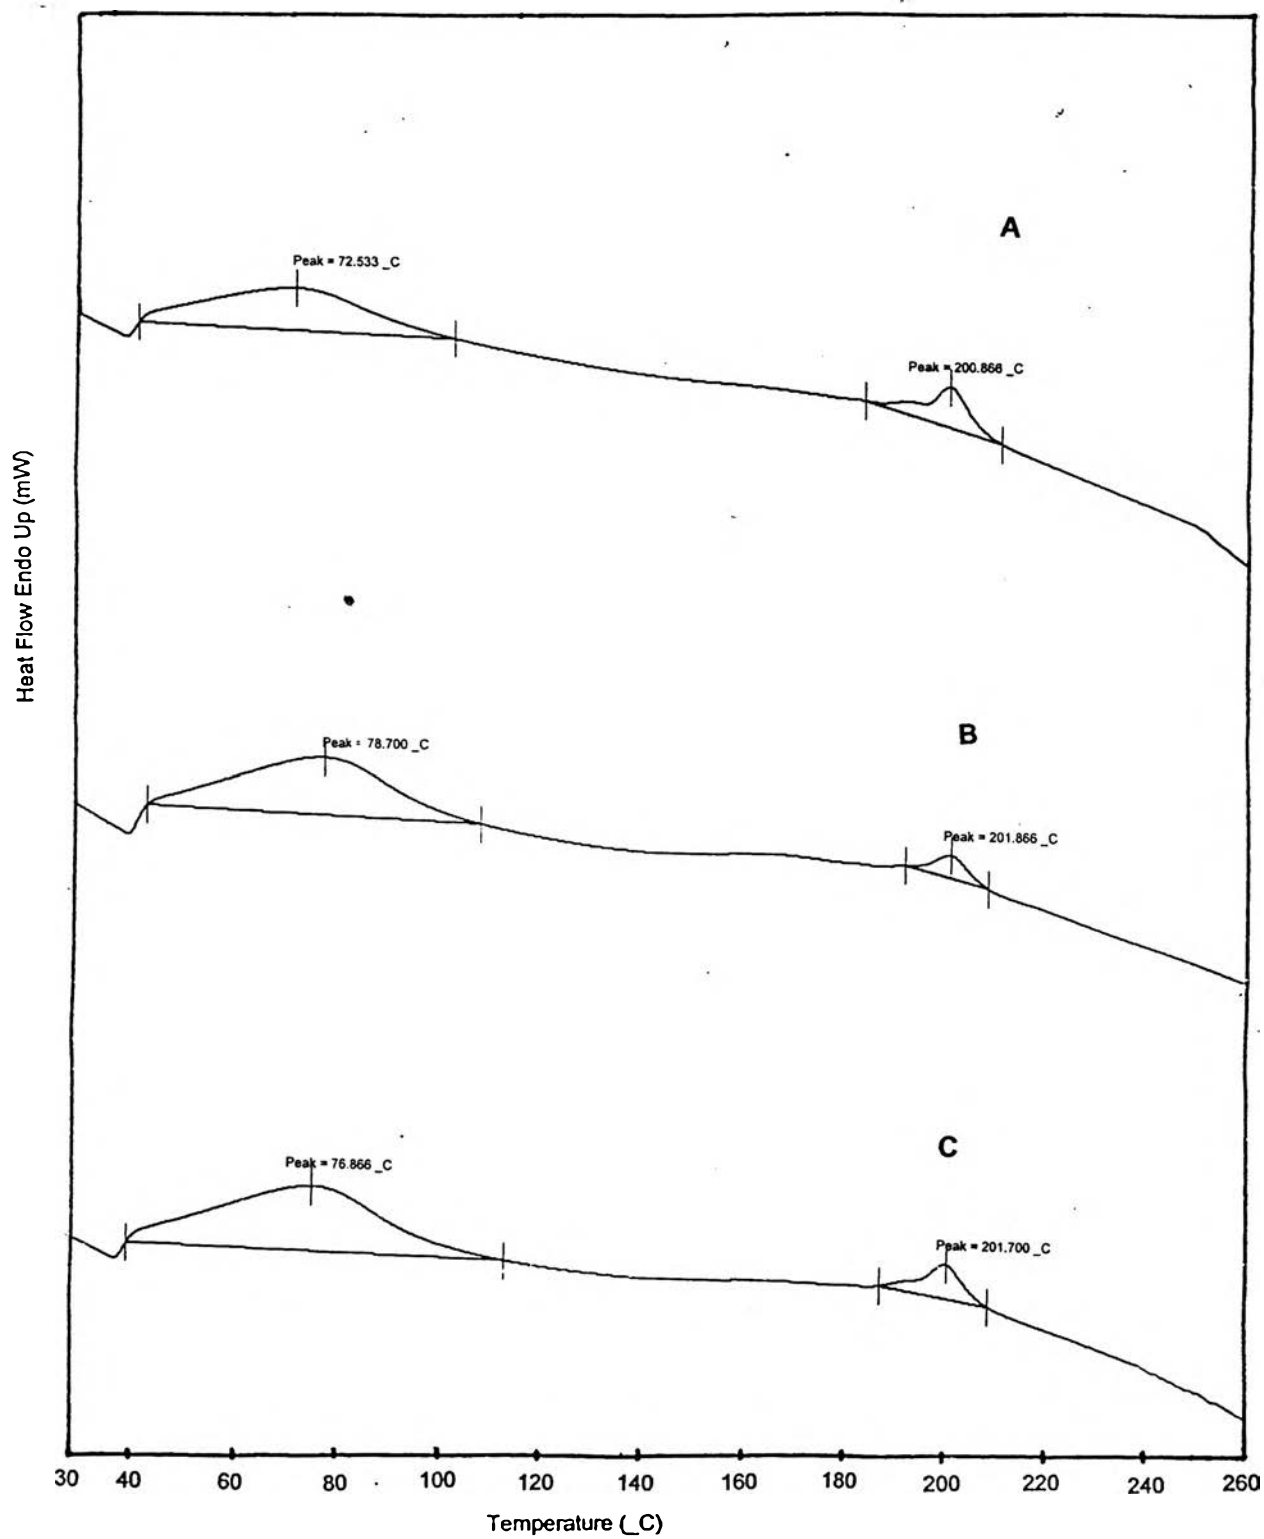 A
Peak = 72.533 _C
Peak = 200.866 _C
Heat Flow Endo Up (mW)
B
Peak = 78.700 _C
Peak = 201.866 _C
C
Peak = 76.866 _C
Peak = 201.700 _C
30 40 60 80 100 120 140 160 180 200 220 240 260
Temperature (_C)